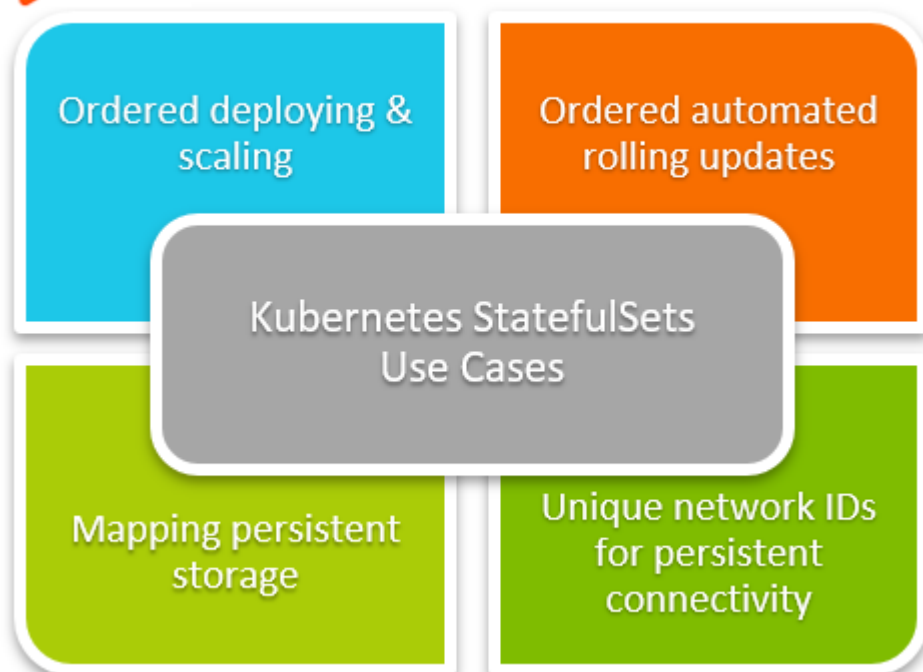 Ordered deploying &
scaling
Ordered automated
rolling updates
Kubernetes StatefulSets
Use Cases
Mapping persistent
storage
Unique network IDs
for persistent
connectivity